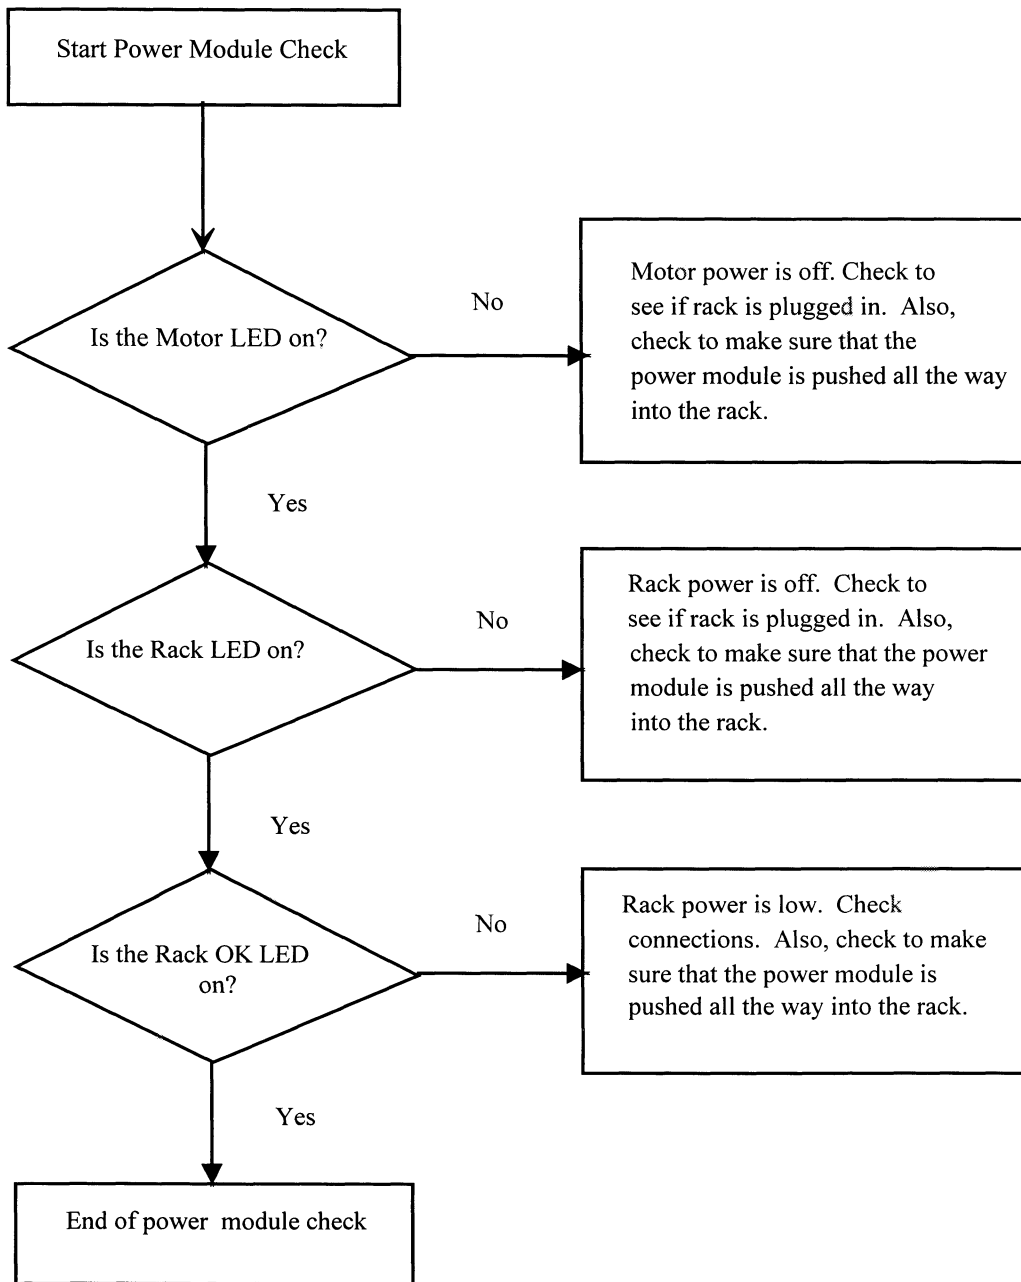 Start Power Module Check
Is the Motor LED on?
No
Motor power is off. Check to
see if rack is plugged in. Also,
check to make sure that the
power module is pushed all the way
into the rack.
Yes
Is the Rack LED on?
No
Rack power is off. Check to
see if rack is plugged in. Also,
check to make sure that the power
module is pushed all the way
into the rack.
Yes
Is the Rack OK LED
on?
No
Rack power is low. Check
connections. Also, check to make
sure that the power module is
pushed all the way into the rack.
Yes
End of power module check